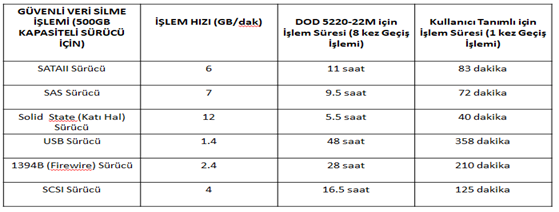 GÜVENLİ VERİ SİLME
İŞLEMİ (500GB
KAPASİTELİ SÜRÜCÜ
İÇİN)
İŞLEM HIZI (GB/dak)
DOD 5220-22M için
İşlem Süresi (8 kez Geçiş
İşlemi)
Kullanıcı Tanımlı için
İşlem Süresi (1 kez Geçiş
İşlemi)
SATAII Sürücü
6
11 saat
83 dakika
SAS Sürücü
7
9.5 saat
72 dakika
Solid State (Katı Hal)
Sürücü
12
5.5 saat
40 dakika
USB Sürücü
1.4
48 saat
358 dakika
1394B (Firewire) Sürücü
2.4
28 saat
210 dakika
SCSI Sürücü
4
16.5 saat
125 dakika